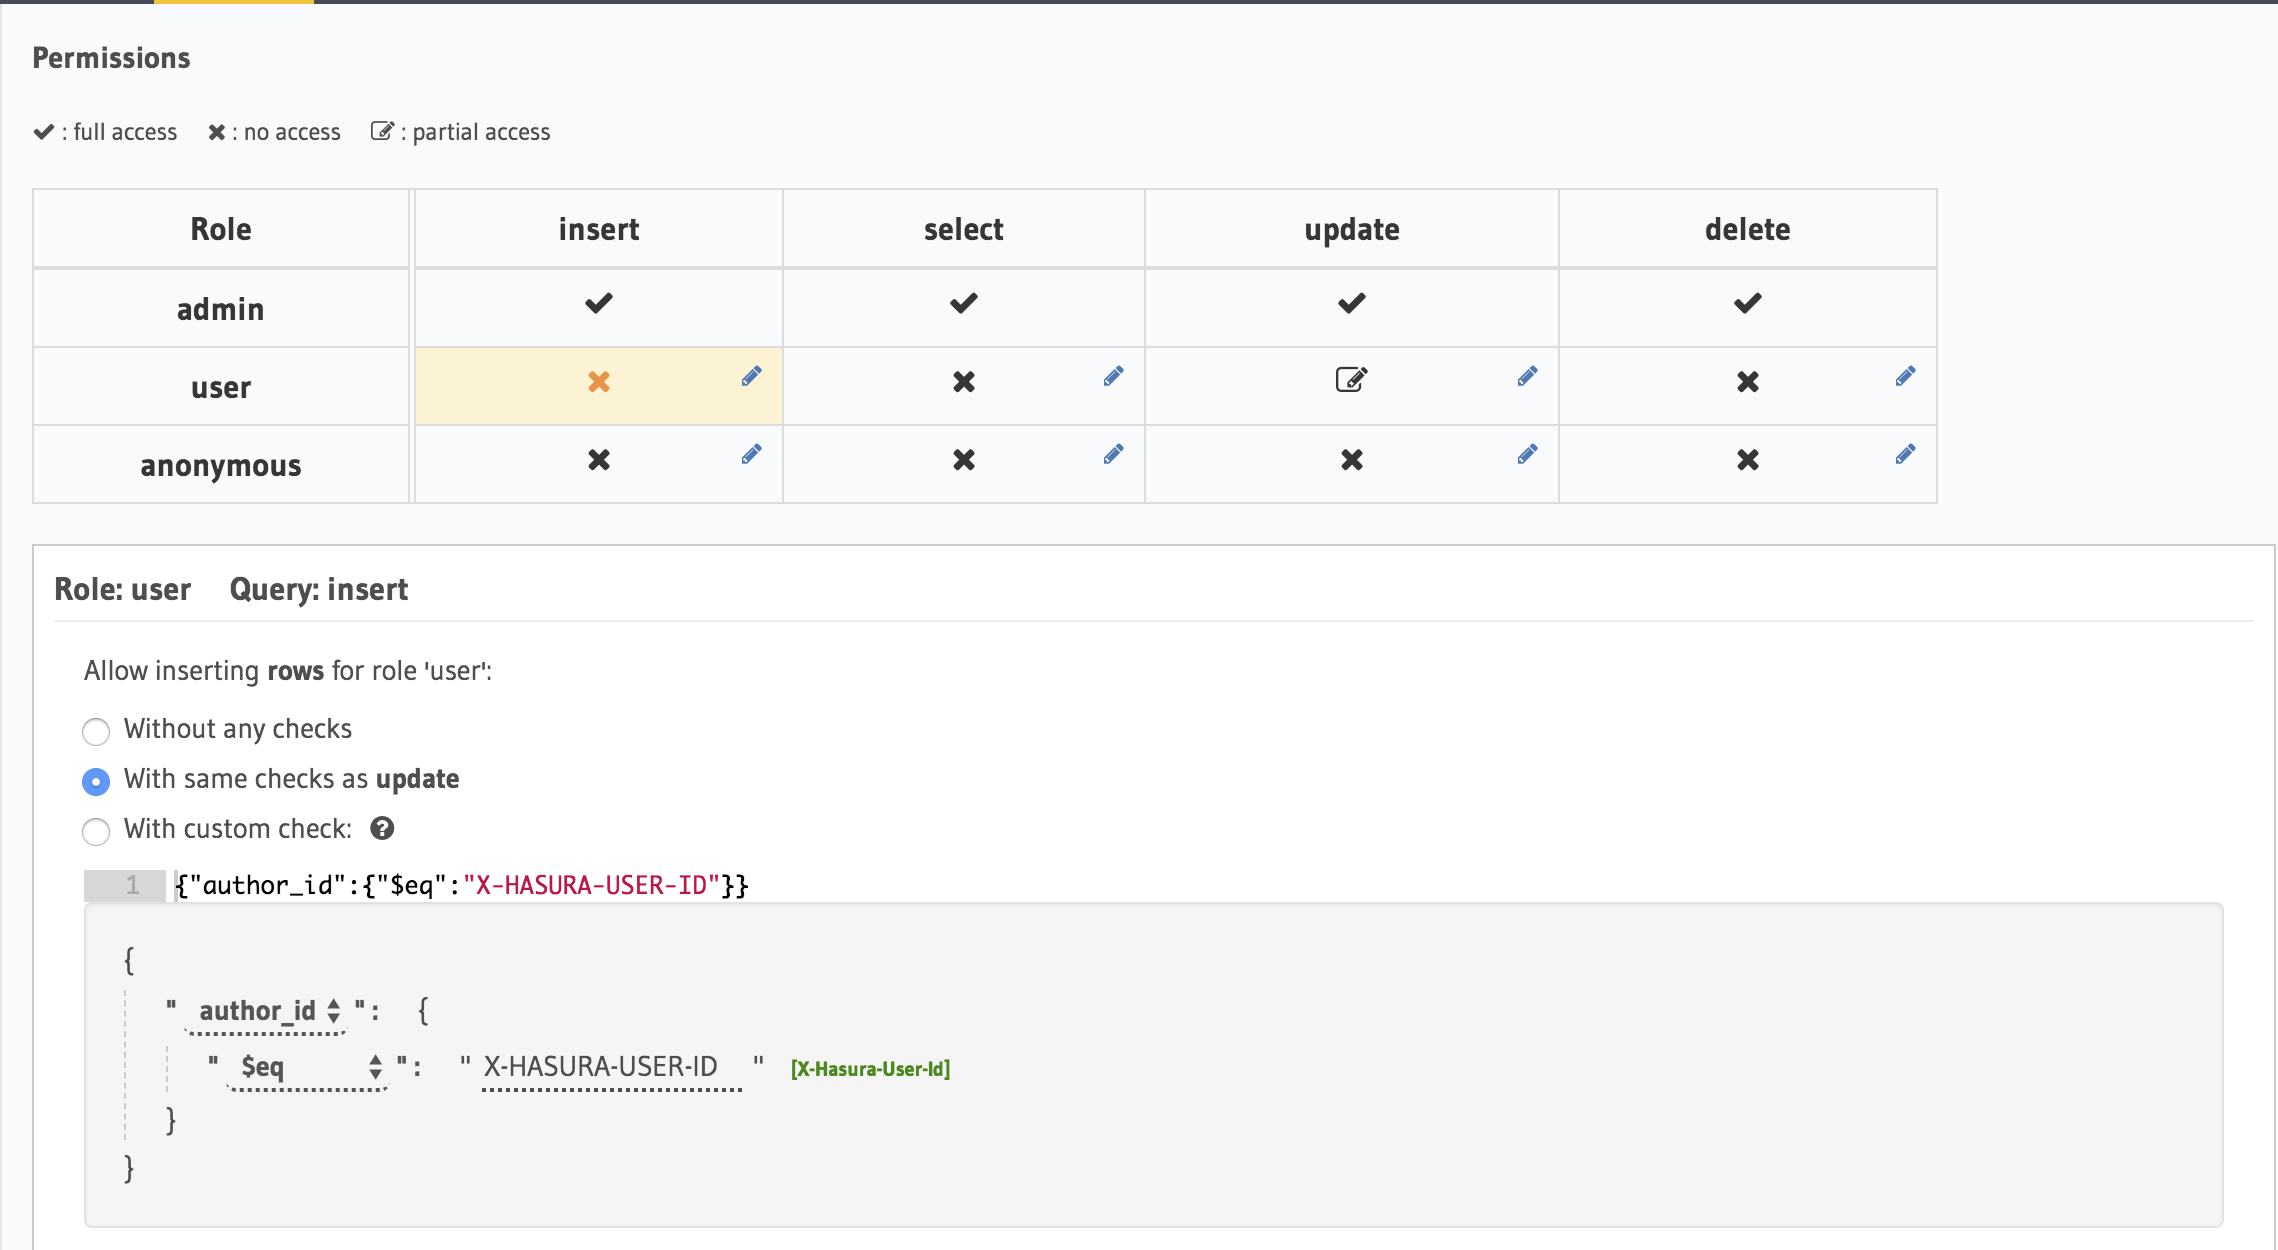 Permissions
: full access : no access : partial access
Role insert select update delete
admin
user
anonymous
Role: user Query: insert
Allow inserting rows for role 'user':
Without any checks
With same checks as update
With custom check: ?
1 {"author_id":{"$eq":"X-HASURA-USER-ID"}}
{
" author_id ": {
" $eq ": " X-HASURA-USER-ID " [X-Hasura-User-Id]
}
}